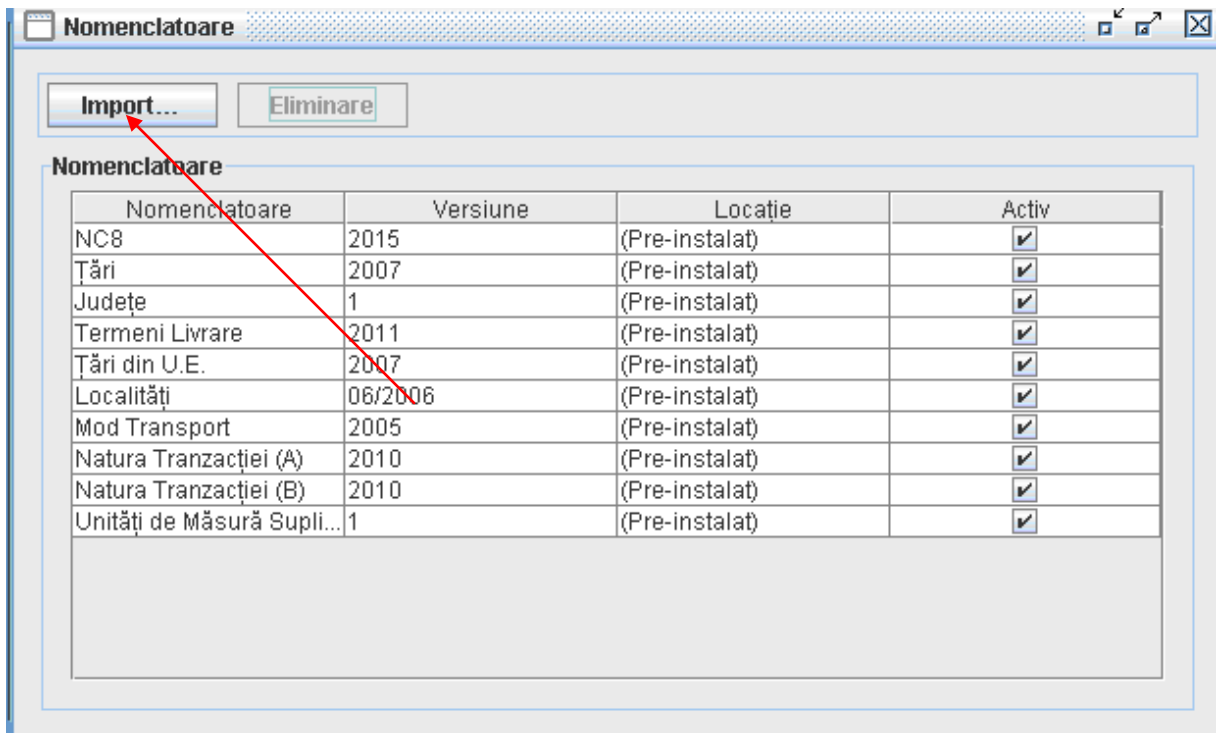 Nomenclatoare
Import... Eliminare
Nomenclatoare
Nomenclatoare Versiune Locație Activ
NC8 2015 (Pre-instalat)
Țări 2007 (Pre-instalat)
Județe 1 (Pre-instalat)
Termeni Livrare 2011 (Pre-instalat)
Țări din U.E. 2007 (Pre-instalat)
Localități 06/2006 (Pre-instalat)
Mod Transport 2005 (Pre-instalat)
Natura Tranzacției (A) 2010 (Pre-instalat)
Natura Tranzacției (B) 2010 (Pre-instalat)
Unități de Măsură Supli... 1 (Pre-instalat)